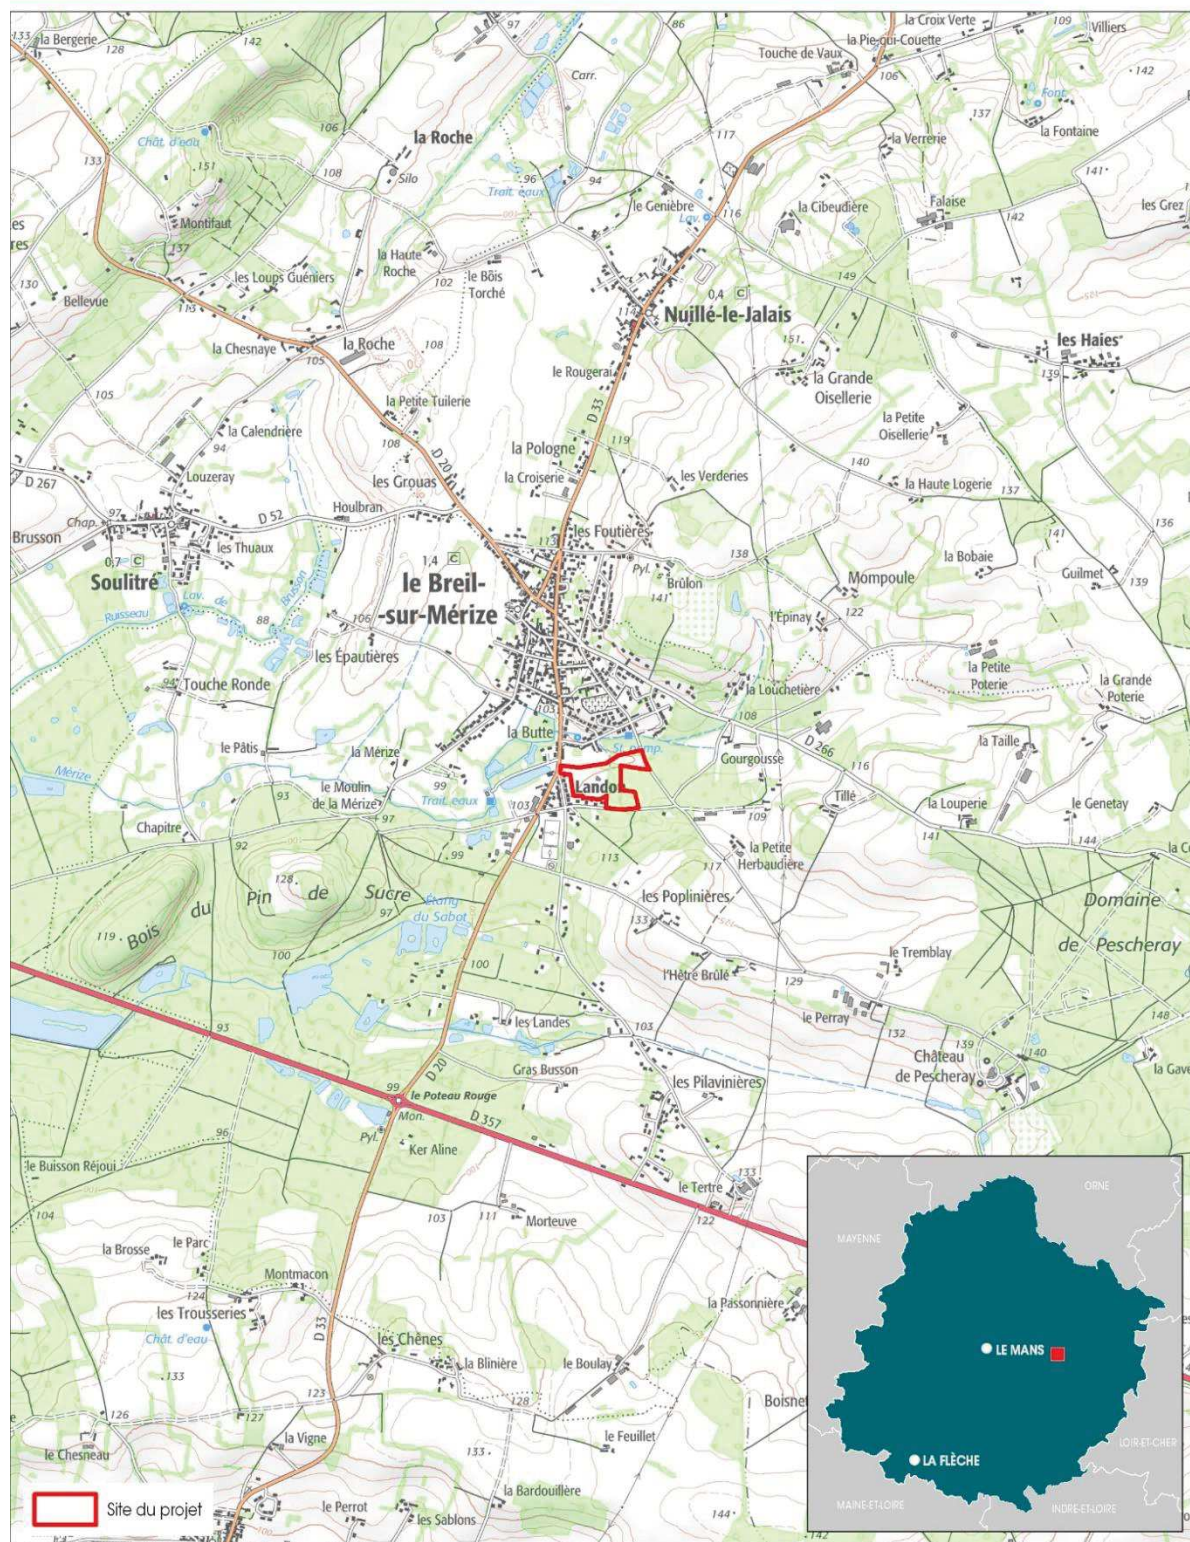 la Bergerie
133
128
142
97
86
la Croix Verte
109
Villiers
Touche de Vaux
la Pie-qui-Couette
106
142
Carr.
Font.
137
la Fontaine
117
la Verrerie
Chât. d'eau
106
151
133
la Roche
Silo
108
96
Trait. eaux
94
le Genièbre
Lav.
116
la Cibeudière
Falaise
141
142
les Grez
Montifaut
137
la Haute
Roche
le Bois
Torché
102
les Loups Guéniers
130
Bellevue
115
149
0,4 C
114
Nuillé-le-Jalais
la Chesnaye
105
la Roche
108
le Rougerai
151
les Haies
139
la Grande
Oisellerie
105
la Petite Tuilerie
108
D 33
119
la Petite
Oisellerie
la Calendrière
94
la Pologne
la Croiserie
les Verderies
140
la Haute Logerie
137
D 20
les Grouas
Louzeray
D 267
Chap.
97
Brusson
D 52
Houlbran
136
les Thuaux
0,7 C
Soulitré
Lav.
Ruisseau
de
Brusson
88
113
les Foutières
1,4 C
le Breil-
-sur-Mérize
Pyl.
Brûlon
141
138
Mompoule
la Bobaie
141
Guilmet
139
l'Épinay
122
106
les Épautières
la Petite
Poterie
la Grande
Poterie
94
Touche Ronde
la Louchetière
108
103
la Butte
St. pomp.
D 266
la Taille
le Pâtis
la Mérize
Mérize
99
Gourgousse
116
93
le Moulin
de la Mérize
Trait. eaux
103
Landon
Tillé
109
la Louperie
le Genetay
141
144
Chapitre
97
92
99
113
la Petite
Herbaudière
117
Bois
du
Pin
de
Sucre
128
119
97
100
Étang
du Sabot
les Poplinières
133
Domaine
de Pescheray
le Tremblay
100
l'Hêtre Brûlé
129
le Perray
132
148
139
140
Château
de Pescheray
93
les Landes
103
D 20
Gras Busson
les Pilavinières
99
le Poteau Rouge
Mon.
Pyl.
D 357
Ker Aline
96
le Buisson Réjoui
le Tertre
133
122
104
103
111
Morteuve
la Brosse
le Parc
Montmacon
124
les Trousseries
Chât. d'eau
D 33
la Passonnière
les Chênes
la Blinière
le Boulay
133
123
128
126
127
le Chesneau
la Vigne
133
le Feuillet
la Bardouillère
le Perrot
les Sablons
144
142
Site du projet
ORNE
MAYENNE
LE MANS
LA FLÈCHE
LOIR-ET-CHER
MAINE-ET-LOIRE
INDRE-ET-LOIRE